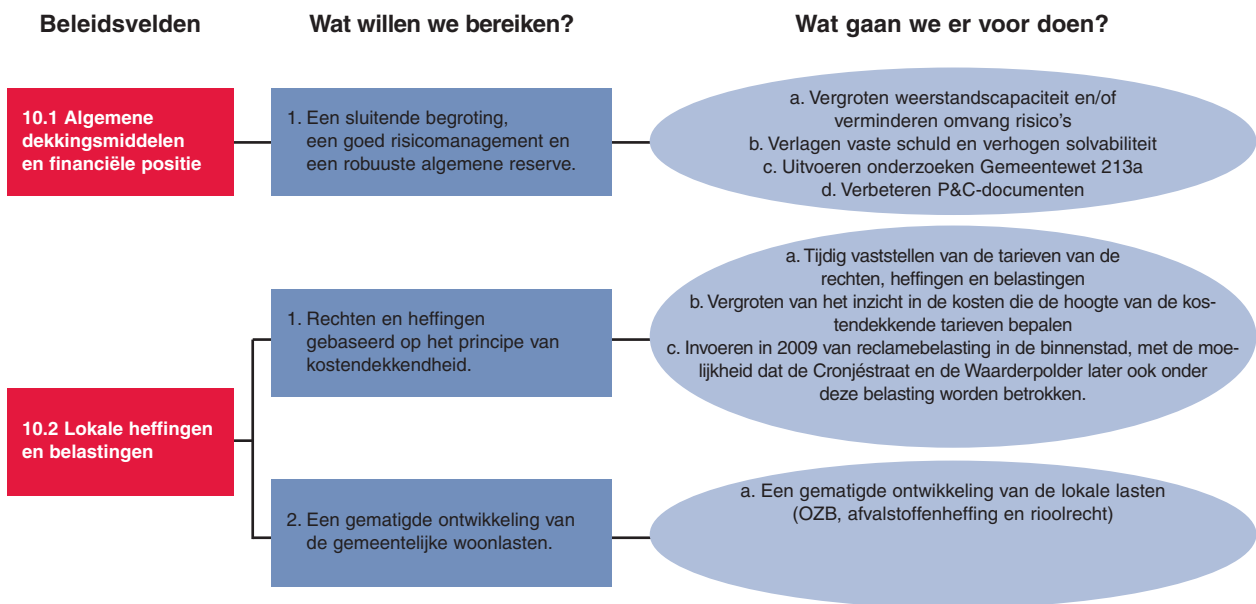 Beleidsvelden
Wat willen we bereiken?
Wat gaan we er voor doen?
10.1 Algemene
dekkingsmiddelen
en financiële positie
1. Een sluitende begroting,
een goed risicomanagement en
een robuuste algemene reserve.
a. Vergroten weerstandscapaciteit en/of
verminderen omvang risico's
b. Verlagen vaste schuld en verhogen solvabiliteit
c. Uitvoeren onderzoeken Gemeentewet 213a
d. Verbeteren P&C-documenten
10.2 Lokale heffingen
en belastingen
1. Rechten en heffingen
gebaseerd op het principe van
kostendekkendheid.
a. Tijdig vaststellen van de tarieven van de
rechten, heffingen en belastingen
b. Vergroten van het inzicht in de kosten die de hoogte van de kos-
tendekkende tarieven bepalen
c. Invoeren in 2009 van reclamebelasting in de binnenstad, met de moe-
lijkheid dat de Cronjéstraat en de Waarderpolder later ook onder
deze belasting worden betrokken.
2. Een gematigde ontwikkeling van
de gemeentelijke woonlasten.
a. Een gematigde ontwikkeling van de lokale lasten
(OZB, afvalstoffenheffing en rioolrecht)